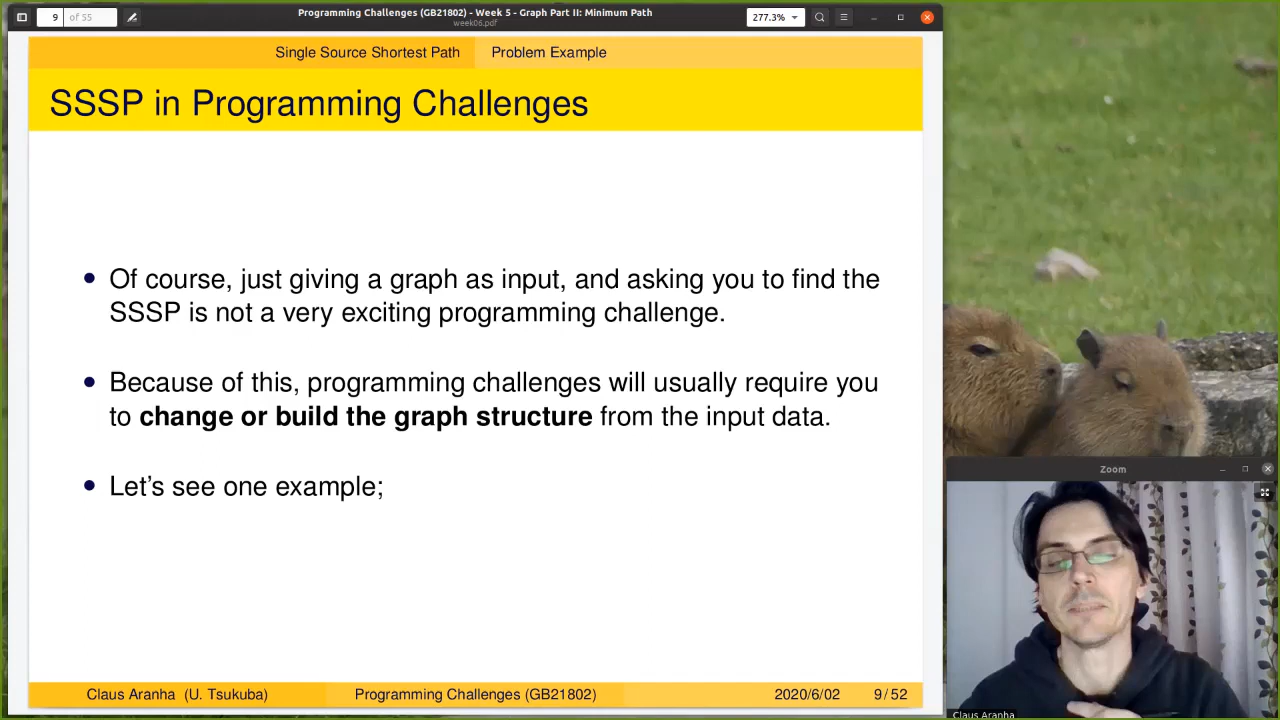 9 of 55
Programming Challenges (GB21802) - Week 5 - Graph Part II: Minimum Path
week06.pdf
277.3%
Single Source Shortest Path Problem Example
SSSP in Programming Challenges
Of course, just giving a graph as input, and asking you to find the
SSSP is not a very exciting programming challenge.
Because of this, programming challenges will usually require you
to change or build the graph structure from the input data.
Let's see one example;
Claus Aranha (U. Tsukuba) Programming Challenges (GB21802) 2020/6/02 9/52
Zoom
Claus Aranha